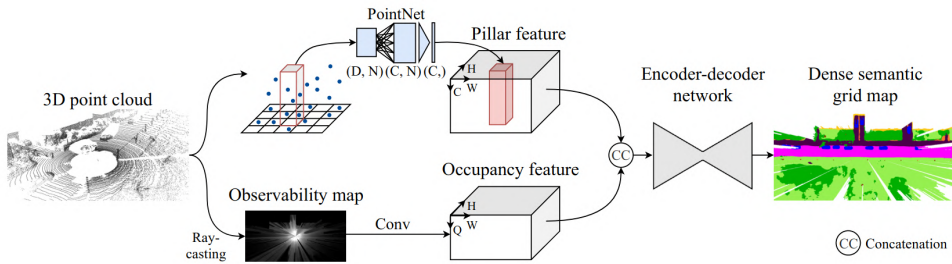 PointNet
(D, N) (C, N) (C,)
Pillar feature
H
W
C
3D point cloud
Encoder-decoder
network
Dense semantic
grid map
CC
Observability map
Occupancy feature
H
W
Q
Ray-
casting
Conv
CC Concatenation